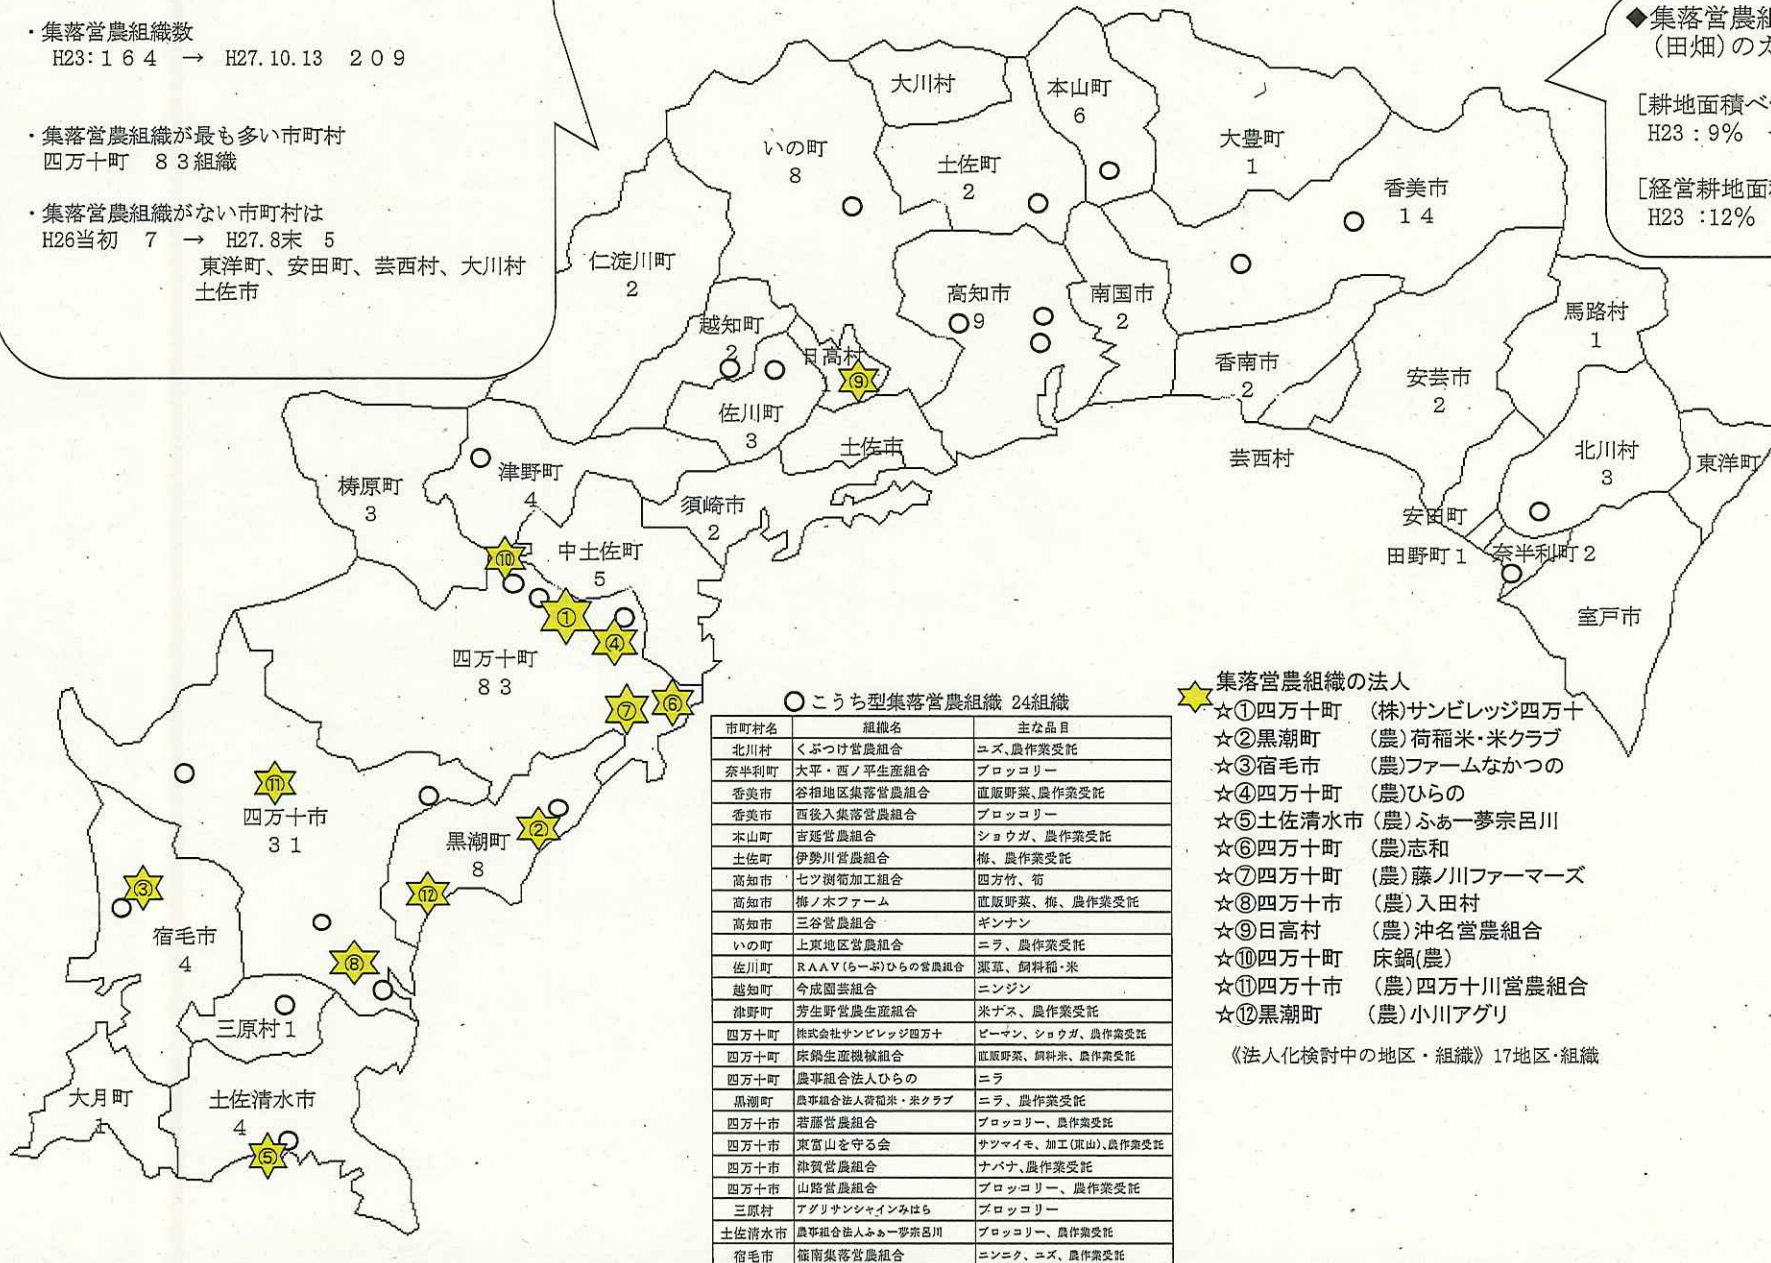 ・集落営農組織数
H23:164 → H27.10.13 209
・集落営農組織が最も多い市町村
四万十町 83組織
・集落営農組織がない市町村は
H26当初 7 → H27.8末 5
東洋町、安田町、芸西村、大川村
土佐市
◆集落営農組
(田畑)のカ
[耕地面積ベ
H23:9%
[経営耕地面積
H23:12%
大川村
本山町
6
大豊町
1
いの町
8
土佐町
2
香美市
14
仁淀川町
2
高知市
9
南国市
2
馬路村
1
越知町
2
日高村
1
⑨
香南市
2
安芸市
2
佐川町
3
土佐市
芸西村
北川村
3
東洋町
梼原町
3
津野町
4
須崎市
2
安田町
田野町1
奈半利町2
⑩
中土佐町
5
室戸市
①
④
四万十町
83
⑦
⑥
⑪
四万十市
31
黒潮町
8
②
③
⑫
宿毛市
4
⑧
三原村1
大月町
1
土佐清水市
4
⑤
○こうち型集落営農組織 24組織
市町村名 組織名 主な品目
北川村 くぶつけ営農組合 ユズ、農作業受託
奈半利町 大平・西ノ平生産組合 ブロッコリー
香美市 谷相地区集落営農組合 直販野菜、農作業受託
香美市 西後入集落営農組合 ブロッコリー
本山町 吉延営農組合 ショウガ、農作業受託
土佐町 伊勢川営農組合 梅、農作業受託
高知市 七ツ渕筍加工組合 四方竹、筍
高知市 梅ノ木ファーム 直販野菜、梅、農作業受託
高知市 三谷営農組合 ギンナン
いの町 上東地区営農組合 ニラ、農作業受託
佐川町 RAAV(らーぶ)ひらの営農組合 薬草、飼料稲・米
越知町 今成園芸組合 ニンジン
津野町 芳生野営農生産組合 米ナス、農作業受託
四万十町 株式会社サンビレッジ四万十 ピーマン、ショウガ、農作業受託
四万十町 床鍋生産機械組合 直販野菜、飼料米、農作業受託
四万十町 農事組合法人ひらの ニラ
黒潮町 農事組合法人荷稲米・米クラブ ニラ、農作業受託
四万十市 若藤営農組合 ブロッコリー、農作業受託
四万十市 東富山を守る会 サツマイモ、加工(東山)、農作業受託
四万十市 津賀営農組合 ナバナ、農作業受託
四万十市 山路営農組合 ブロッコリー、農作業受託
三原村 アグリサンシャインみはら ブロッコリー
土佐清水市 農事組合法人ふぁー夢宗呂川 ブロッコリー、農作業受託
宿毛市 篠南集落営農組合 ニンニク、ユズ、農作業受託
集落営農組織の法人
☆①四万十町 (株)サンビレッジ四万十
☆②黒潮町 (農)荷稲米・米クラブ
☆③宿毛市 (農)ファームなかつの
☆④四万十町 (農)ひらの
☆⑤土佐清水市 (農)ふぁー夢宗呂川
☆⑥四万十町 (農)志和
☆⑦四万十町 (農)藤ノ川ファーマーズ
☆⑧四万十市 (農)入田村
☆⑨日高村 (農)沖名営農組合
☆⑩四万十町 床鍋(農)
☆⑪四万十市 (農)四万十川営農組合
☆⑫黒潮町 (農)小川アグリ
《法人化検討中の地区・組織》17地区・組織